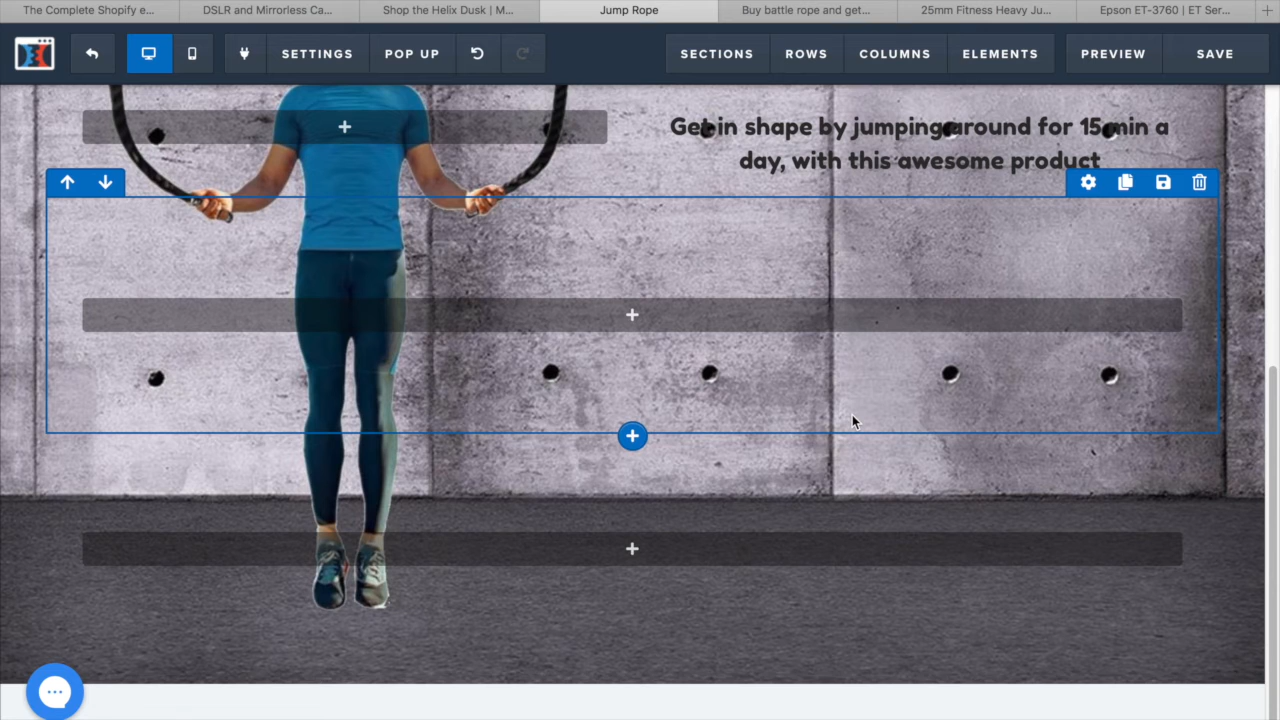 The Complete Shopify e...
DSLR and Mirrorless Ca...
Shop the Helix Dusk | M...
Jump Rope
Buy battle rope and get...
25mm Fitness Heavy Ju...
Epson ET-3760 | ET Ser...
SETTINGS
POP UP
SECTIONS
ROWS
COLUMNS
ELEMENTS
PREVIEW
SAVE
Get in shape by jumping around for 15 min a
day, with this awesome product